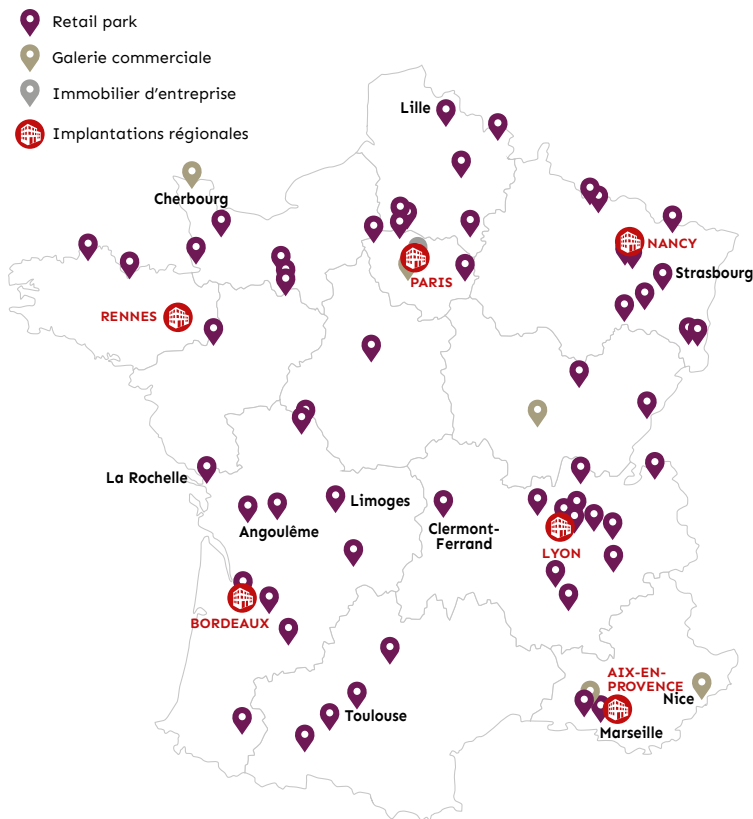 Retail park
Galerie commerciale
Immobilier d’entreprise
Implantations régionales
Lille
Cherbourg
NANCY
Strasbourg
PARIS
RENNES
La Rochelle
Limoges
Angoulême
Clermont-
Ferrand
LYON
BORDEAUX
AIX-EN-
PROVENCE
Nice
Toulouse
Marseille